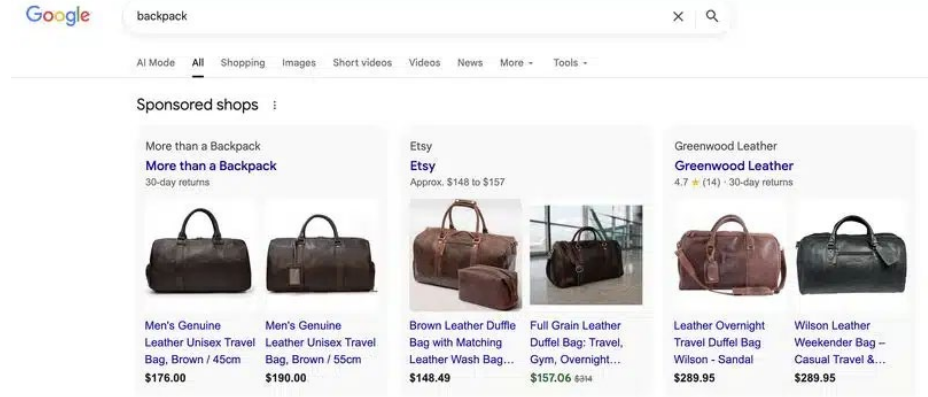 Google
backpack
AI Mode All Shopping Images Short videos Videos News More Tools
Sponsored shops
More than a Backpack
More than a Backpack
30-day returns
Men's Genuine
Leather Unisex Travel
Bag, Brown / 45cm
$176.00
Men's Genuine
Leather Unisex Travel
Bag, Brown / 55cm
$190.00
Etsy
Etsy
Approx. $148 to $157
Brown Leather Duffle
Bag with Matching
Leather Wash Bag...
$148.49
Full Grain Leather
Duffel Bag: Travel,
Gym, Overnight...
$157.06 $314
Greenwood Leather
Greenwood Leather
4.7 ★ (14) · 30-day returns
Leather Overnight
Travel Duffel Bag
Wilson - Sandal
$289.95
Wilson Leather
Weekender Bag –
Casual Travel &...
$289.95